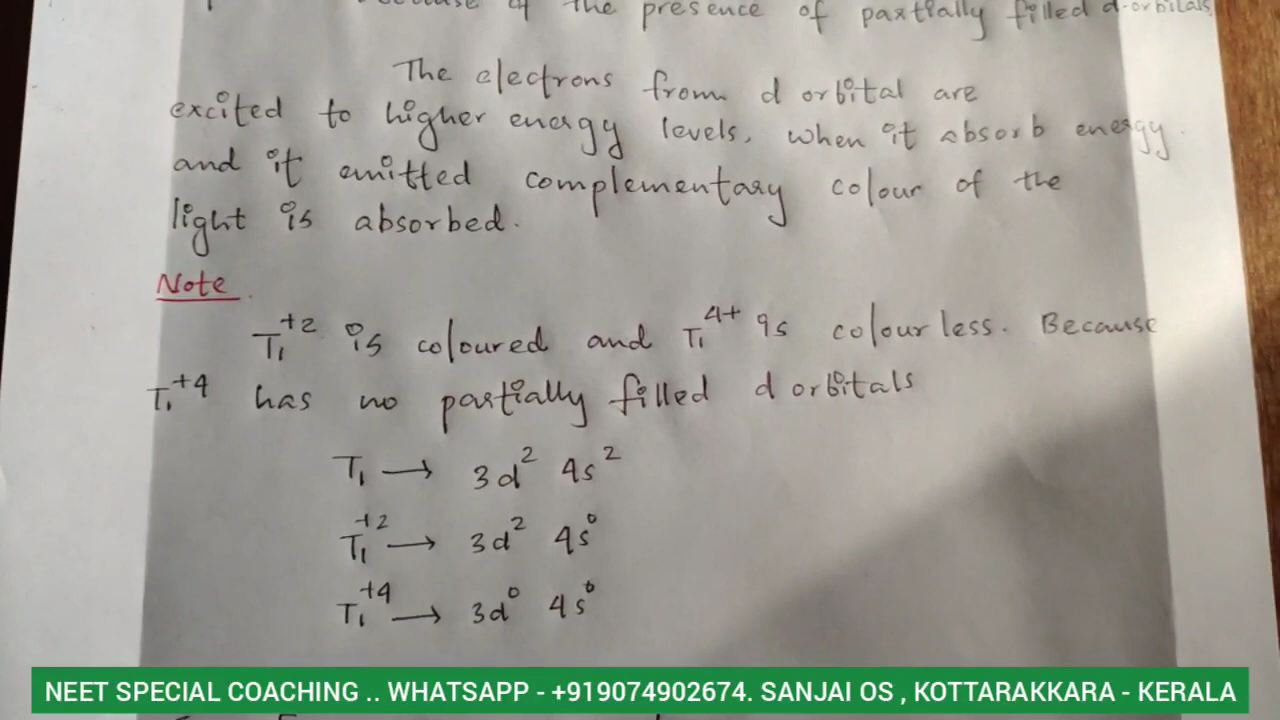 of the presence of partially filled d-orbitals
The electrons from d orbital are
excited to higher energy levels, when it absorb energy.
and it emitted complementary colour of the
light is absorbed.
Note
Ti⁺² is coloured and Ti⁴⁺ is colourless. Because
Ti⁺⁴ has no partially filled d orbitals
Ti → 3d² 4s²
Ti⁺² → 3d² 4s⁰
Ti⁺⁴ → 3d⁰ 4s⁰
NEET SPECIAL COACHING .. WHATSAPP - +919074902674. SANJAI OS , KOTTARAKKARA - KERALA